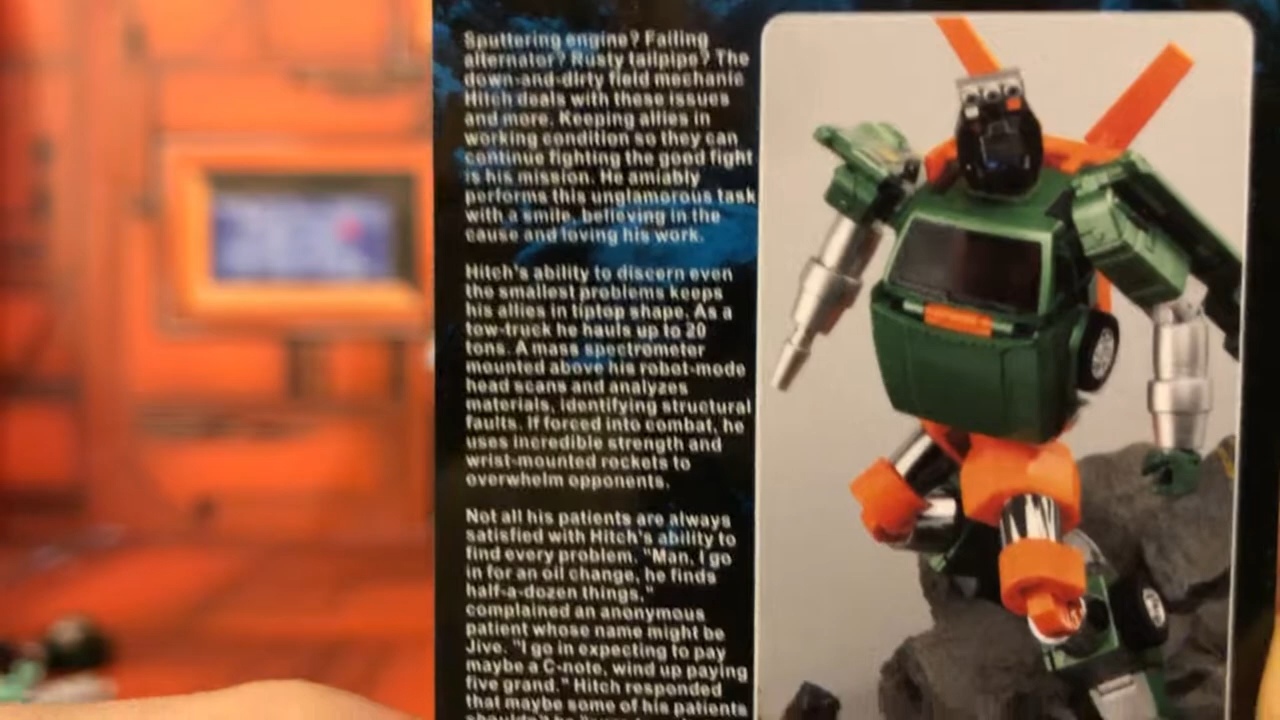 Sputtering engine? Failing
alternator? Rusty tailpipe? The
down-and-dirty field mechanic
Hitch deals with these issues
and more. Keeping allies in
working condition so they can
continue fighting the good fight
is his mission. He amiably
performs this unglamorous task
with a smile, believing in the
cause and loving his work.
Hitch's ability to discern even
the smallest problems keeps
his allies in tiptop shape. As a
tow-truck he hauls up to 20
tons. A mass spectrometer
mounted above his robot-mode
head scans and analyzes
materials, identifying structural
faults. If forced into combat, he
uses incredible strength and
wrist-mounted rockets to
overwhelm opponents.
Not all his patients are always
satisfied with Hitch's ability to
find every problem. "Man, I go
in for an oil change, he finds
half-a-dozen things,"
complained an anonymous
patient whose name might be
Jive. "I go in expecting to pay
maybe a C-note, wind up paying
five grand." Hitch responded
that maybe some of his patients
shouldn't be